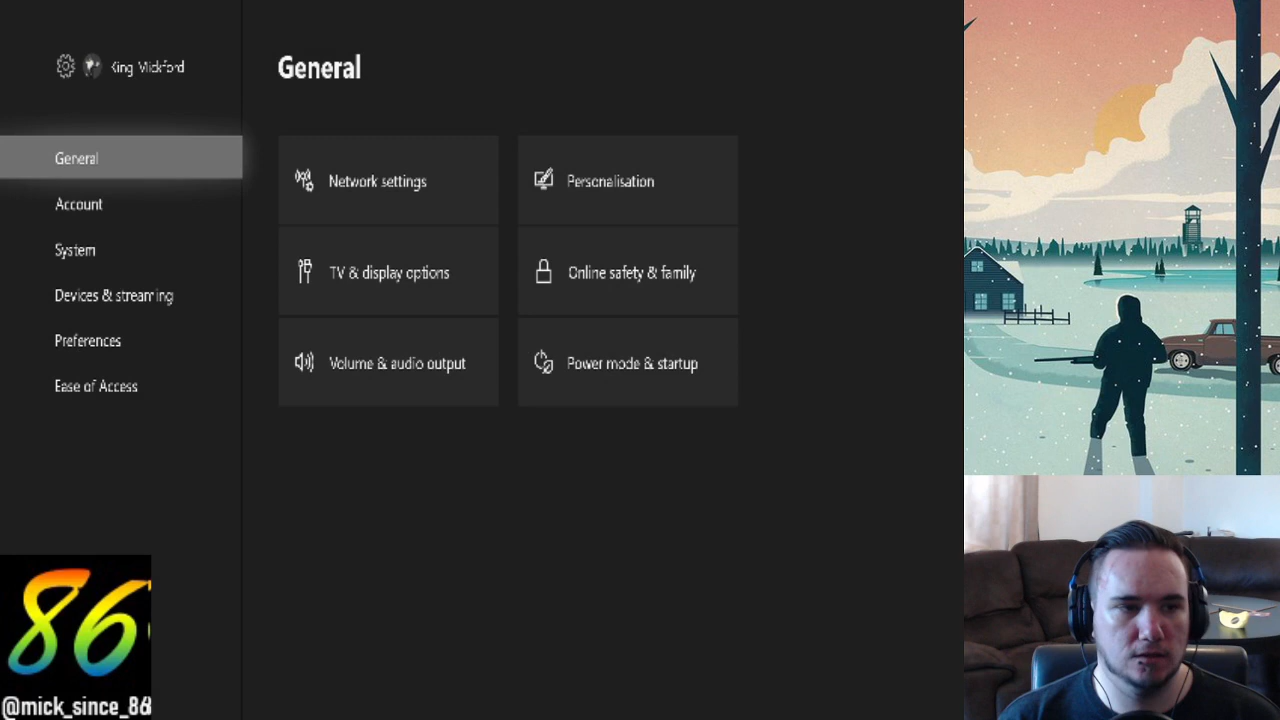 King Mickford
General
General
Account
System
Devices & streaming
Preferences
Ease of Access
Network settings
Personalisation
TV & display options
Online safety & family
Volume & audio output
Power mode & startup
86
@mick_since_86